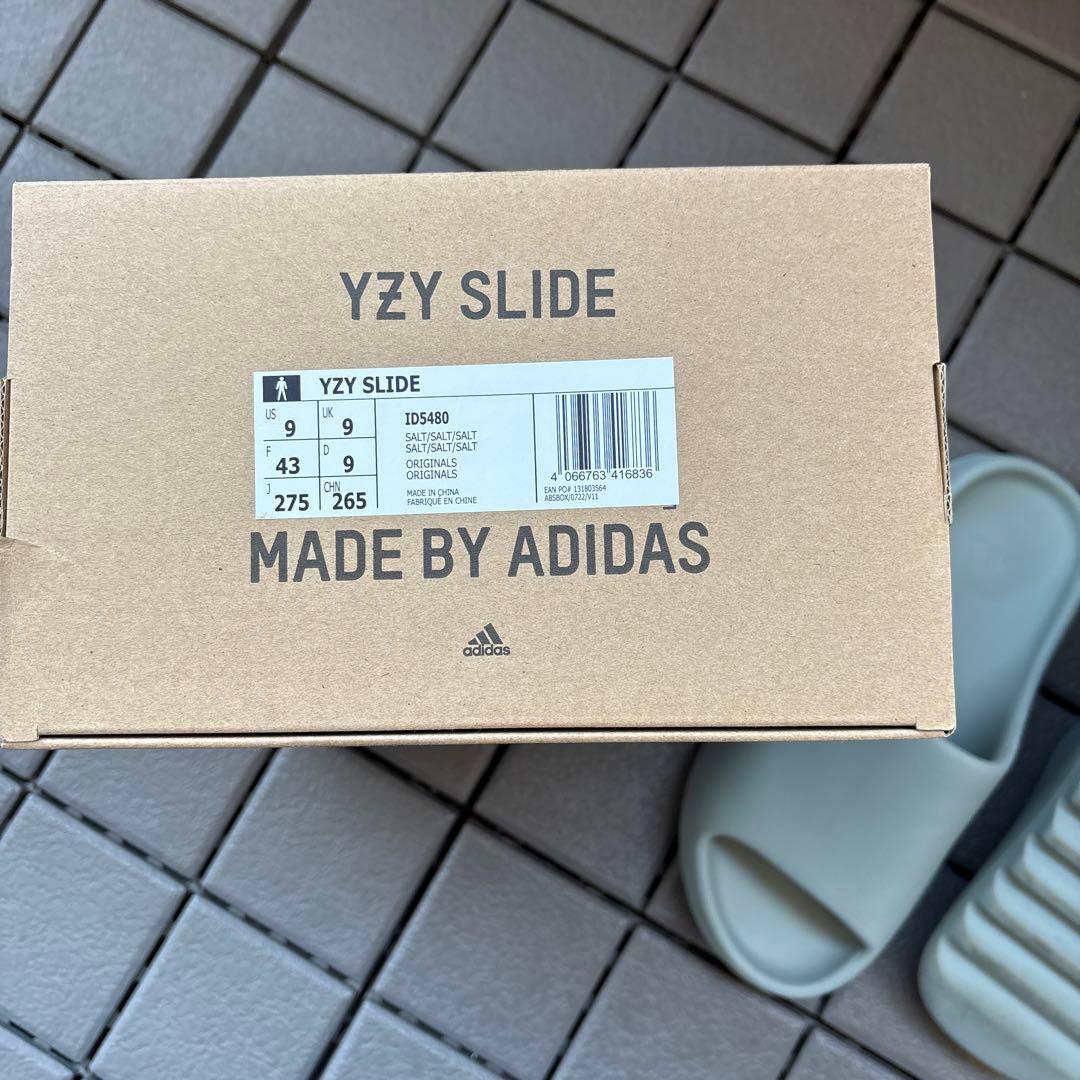 YZY SLIDE
YZY SLIDE
US 9 UK 9
F 43 D 9
J 275 CHN 265
ID5480
SALT/SALT/SALT
SALT/SALT/SALT
ORIGINALS
ORIGINALS
MADE IN CHINA
FABRIQUÉ EN CHINE
4 066763 416836
EAN PO# 131803564
ABSBOX/0722/V11
MADE BY ADIDAS
adidas